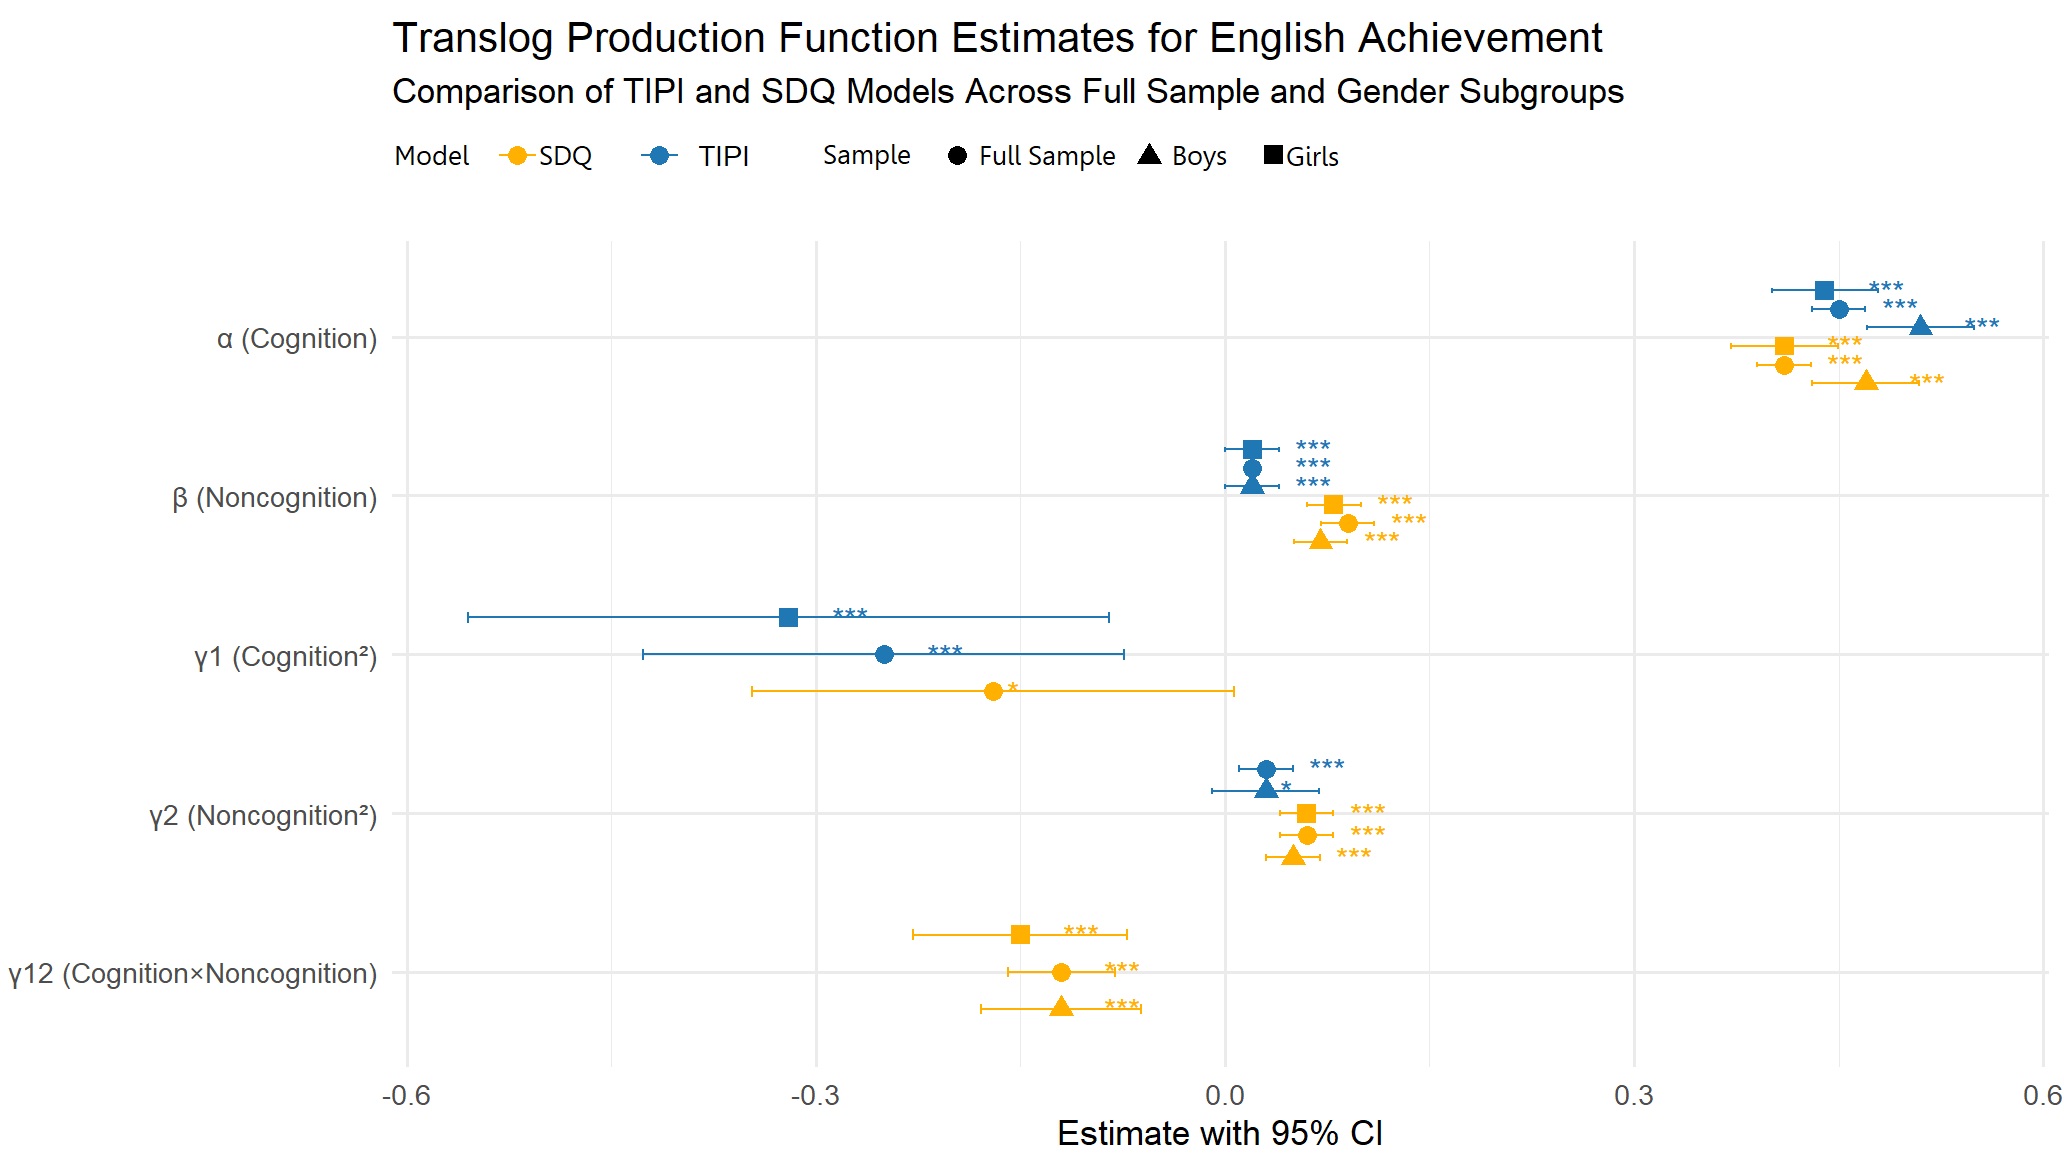 Translog Production Function Estimates for English Achievement
Comparison of TIPI and SDQ Models Across Full Sample and Gender Subgroups
Model SDQ TIPI Sample Full Sample Boys Girls
***
***
***
α (Cognition)
***
***
***
***
***
***
β (Noncognition)
***
***
***
***
***
γ1 (Cognition²)
*
***
*
γ2 (Noncognition²)
***
***
***
***
***
γ12 (Cognition×Noncognition)
***
-0.6 -0.3 0.0 0.3 0.6
Estimate with 95% CI